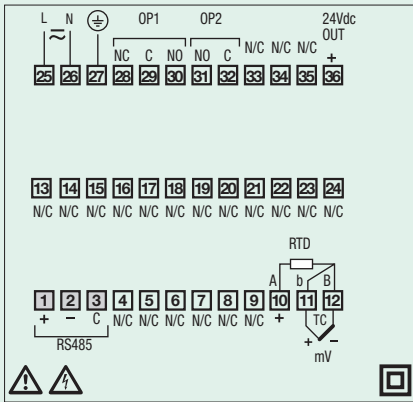 L N OP1 OP2 24Vdc
OUT
NC C NO NO C N/C N/C N/C +
25 26 27 28 29 30 31 32 33 34 35 36
13 14 15 16 17 18 19 20 21 22 23 24
N/C N/C N/C N/C N/C N/C N/C N/C N/C N/C N/C N/C
RTD
A b B
1 2 3 4 5 6 7 8 9 10 11 12
+ − C N/C N/C N/C N/C N/C N/C + TC
RS485 + −
mV